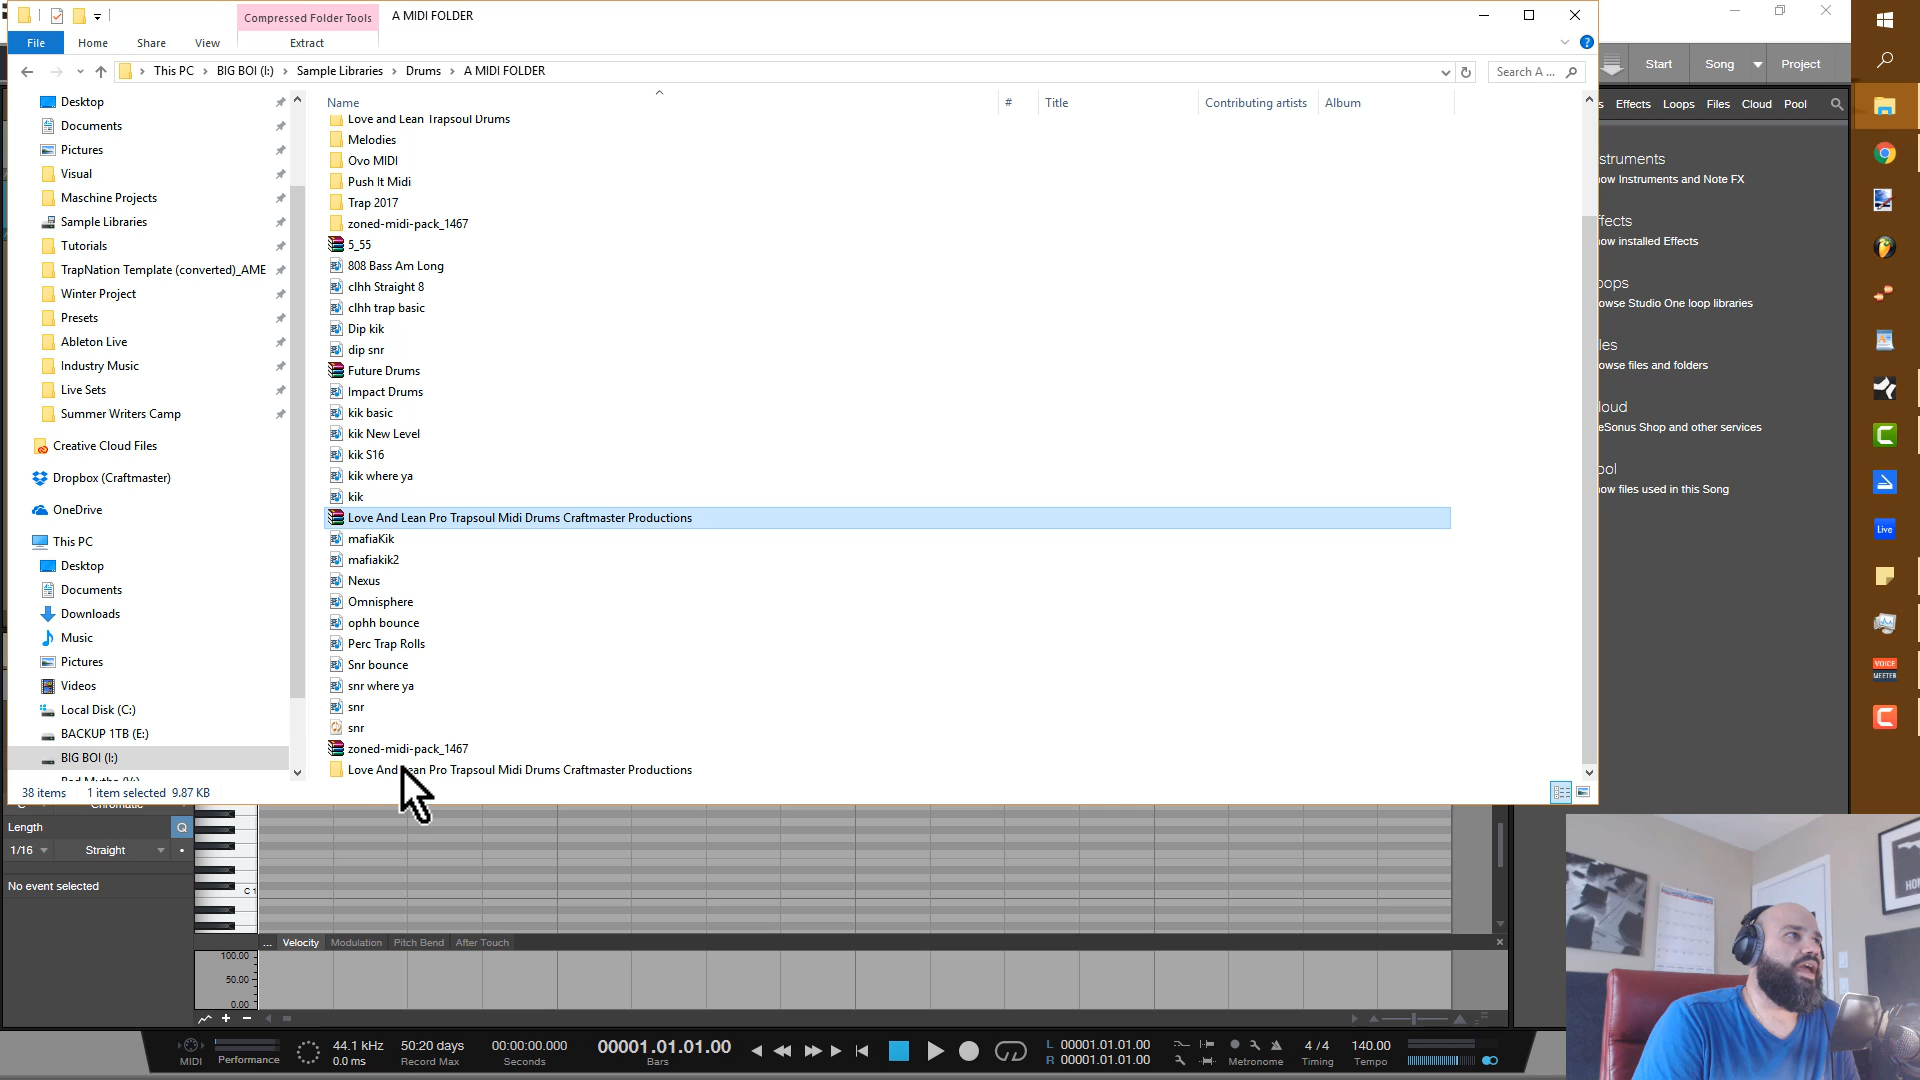 Compressed Folder Tools
A MIDI FOLDER
File
Home
Share
View
Extract
This PC
BIG BOI (I:)
Sample Libraries
Drums
A MIDI FOLDER
Search A ...
Start
Song
Project
Effects
Loops
Files
Cloud
Pool
Name
#
Title
Contributing artists
Album
Desktop
Documents
Pictures
Visual
Maschine Projects
Sample Libraries
Tutorials
TrapNation Template (converted)_AME
Winter Project
Presets
Ableton Live
Industry Music
Live Sets
Summer Writers Camp
Creative Cloud Files
Dropbox (Craftmaster)
OneDrive
This PC
Desktop
Documents
Downloads
Music
Pictures
Videos
Local Disk (C:)
BACKUP 1TB (E:)
BIG BOI (I:)
Love and Lean Trapsoul Drums
Melodies
Ovo MIDI
Push It Midi
Trap 2017
zoned-midi-pack_1467
5_55
808 Bass Am Long
clhh Straight 8
clhh trap basic
Dip kik
dip snr
Future Drums
Impact Drums
kik basic
kik New Level
kik S16
kik where ya
kik
Love And Lean Pro Trapsoul Midi Drums Craftmaster Productions
mafiaKik
mafiakik2
Nexus
Omnisphere
ophh bounce
Perc Trap Rolls
Snr bounce
snr where ya
snr
snr
zoned-midi-pack_1467
Love And Lean Pro Trapsoul Midi Drums Craftmaster Productions
38 items
1 item selected 9.87 KB
struments
ow Instruments and Note FX
ffects
ow installed Effects
oops
owse Studio One loop libraries
les
owse files and folders
loud
eSonus Shop and other services
ool
ow files used in this Song
Live
VOICE
MEETER
Length
Q
1/16
Straight
No event selected
C 1
...
Velocity
Modulation
Pitch Bend
After Touch
100.00
50.00
0.00
MIDI
Performance
44.1 kHz
0.0 ms
50:20 days
Record Max
00:00:00.000
Seconds
00001.01.01.00
Bars
L 00001.01.01.00
R 00001.01.01.00
Metronome
4 / 4
Timing
140.00
Tempo